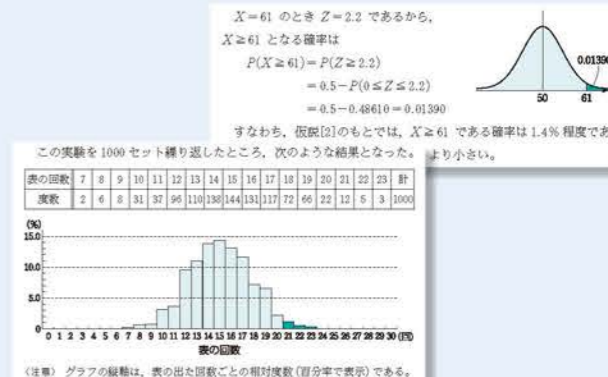 X=61 のとき Z=2.2 であるから,
X≧61 となる確率は
P(X≧61)=P(Z≧2.2)
=0.5−P(0≦Z≦2.2)
=0.5−0.48610=0.01390
0.01390
50 61
すなわち, 仮説[2]のもとでは, X≧61 である確率は1.4% 程度であ
より小さい。
この実験を 1000 セット繰り返したところ, 次のような結果となった。
表の回数 7 8 9 10 11 12 13 14 15 16 17 18 19 20 21 22 23 計
度数 2 6 8 31 37 96 110 138 144 131 117 72 66 22 12 5 3 1000
(%)
15.0
10.0
5.0
0
0 1 2 3 4 5 6 7 8 9 10 11 12 13 14 15 16 17 18 19 20 21 22 23 24 25 26 27 28 29 30 (回)
表の回数
(注意) グラフの縦軸は, 表の出た回数ごとの相対度数(百分率で表示)である。